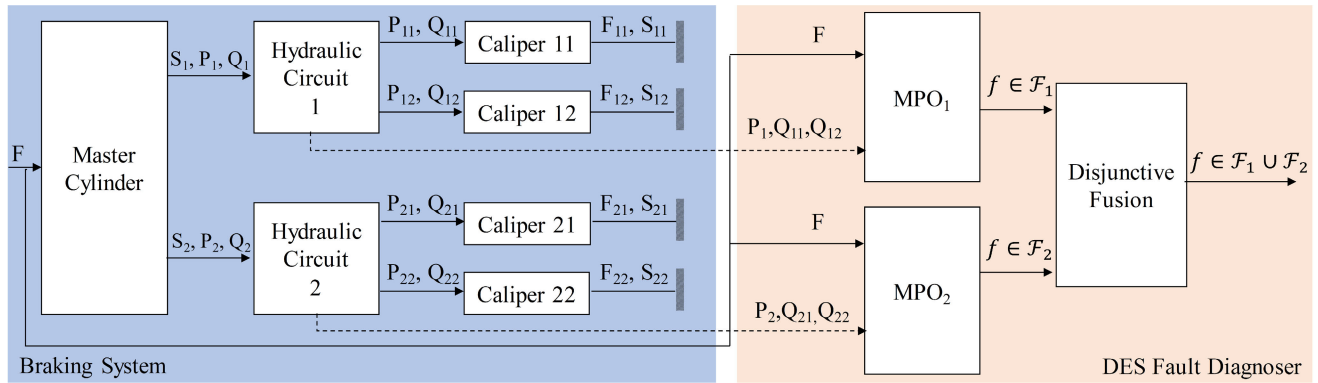 F
Master
Cylinder
S₁, P₁, Q₁
S₂, P₂, Q₂
Hydraulic
Circuit
1
P₁₁, Q₁₁
Caliper 11
F₁₁, S₁₁
P₁₂, Q₁₂
Caliper 12
F₁₂, S₁₂
Hydraulic
Circuit
2
P₂₁, Q₂₁
Caliper 21
F₂₁, S₂₁
P₂₂, Q₂₂
Caliper 22
F₂₂, S₂₂
Braking System
F
P₁,Q₁₁,Q₁₂
MPO₁
f ∈ ℱ₁
F
P₂,Q₂₁,Q₂₂
MPO₂
f ∈ ℱ₂
Disjunctive
Fusion
f ∈ ℱ₁ ∪ ℱ₂
DES Fault Diagnoser